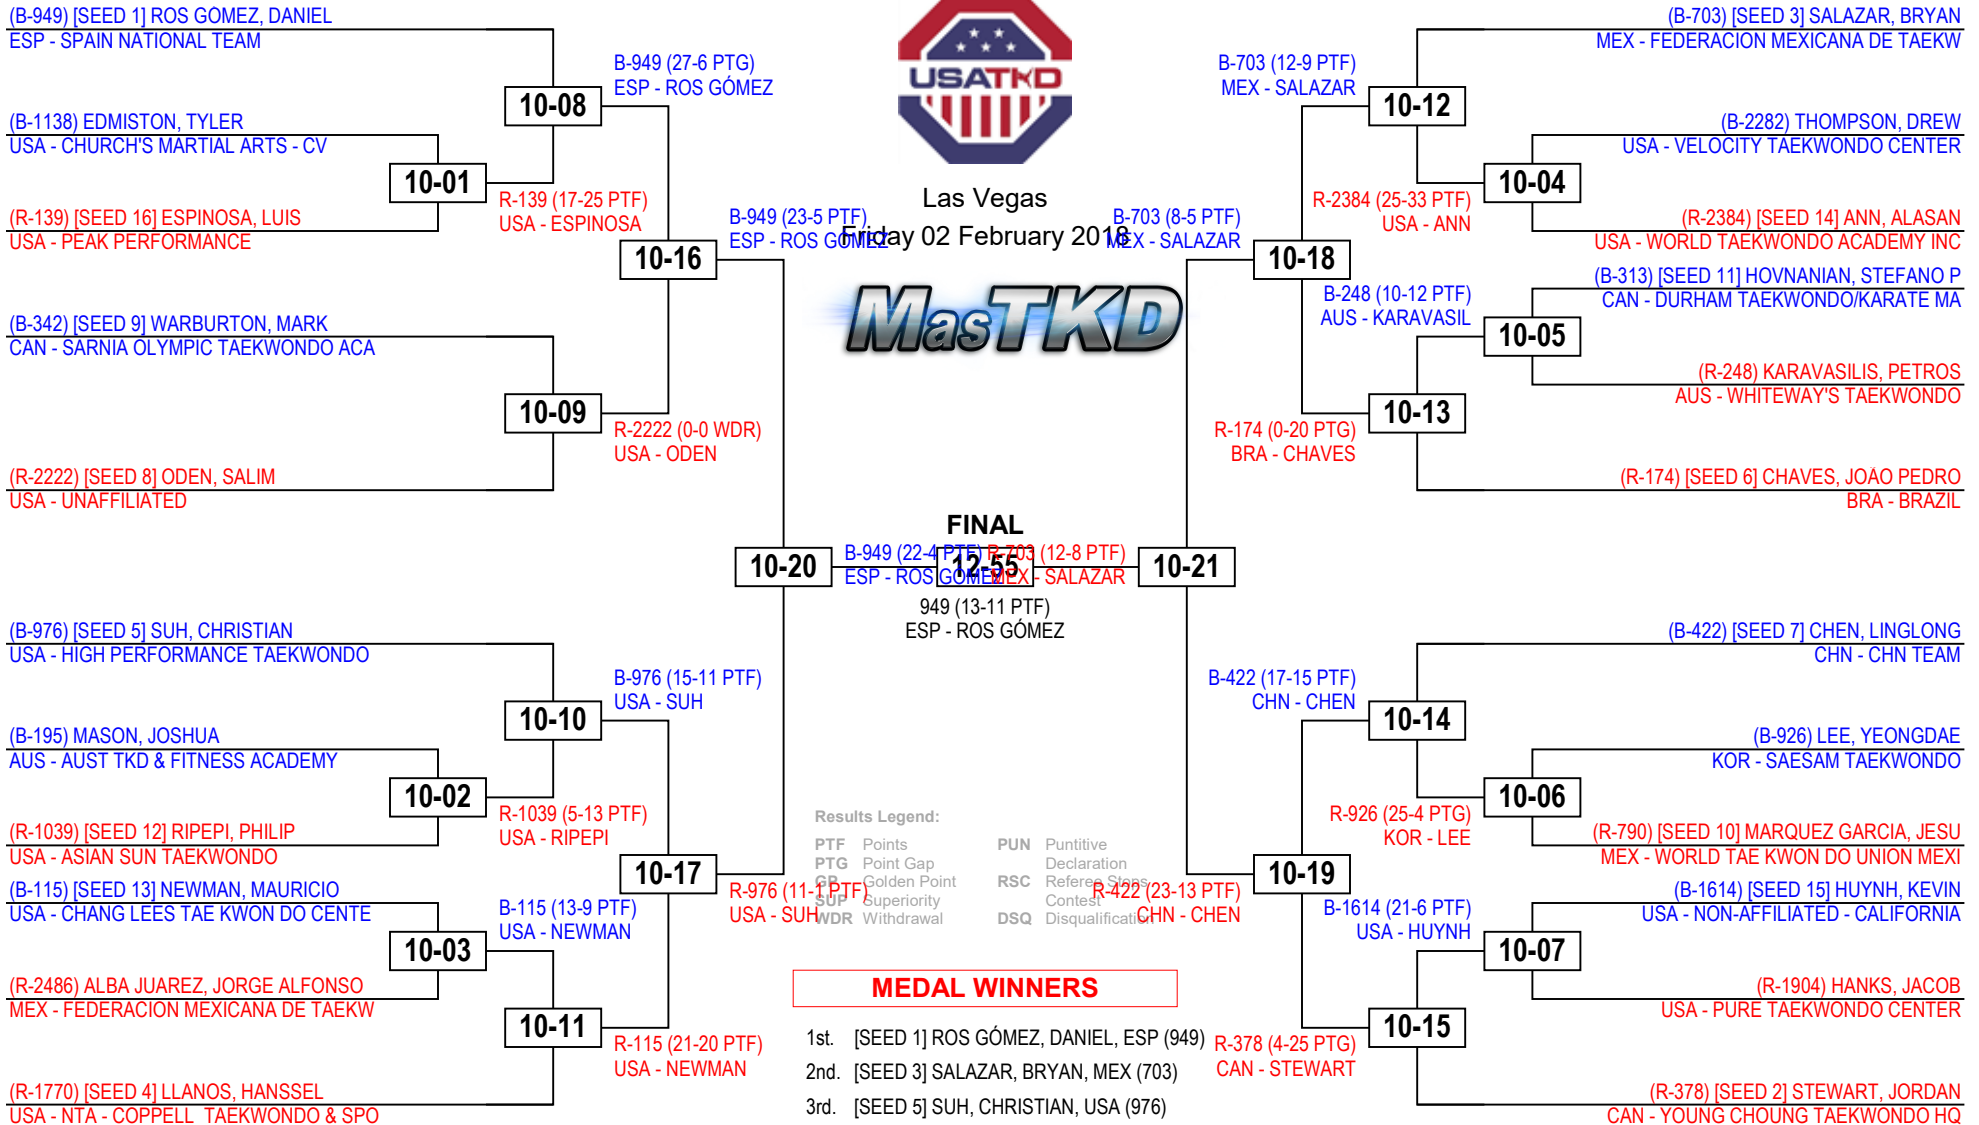 (B-949) [SEED 1] ROS GÓMEZ, DANIEL
ESP - SPAIN NATIONAL TEAM
(B-1138) EDMISTON, TYLER
USA - CHURCH'S MARTIAL ARTS - CV
(R-139) [SEED 16] ESPINOSA, LUIS
USA - PEAK PERFORMANCE
(B-342) [SEED 9] WARBURTON, MARK
CAN - SARNIA OLYMPIC TAEKWONDO ACA
(R-2222) [SEED 8] ODEN, SALIM
USA - UNAFFILIATED
(B-976) [SEED 5] SUH, CHRISTIAN
USA - HIGH PERFORMANCE TAEKWONDO
(B-195) MASON, JOSHUA
AUS - AUST TKD & FITNESS ACADEMY
(R-1039) [SEED 12] RIPEPI, PHILIP
USA - ASIAN SUN TAEKWONDO
(B-115) [SEED 13] NEWMAN, MAURICIO
USA - CHANG LEES TAE KWON DO CENTE
(R-2486) ALBA JUAREZ, JORGE ALFONSO
MEX - FEDERACION MEXICANA DE TAEKW
(R-1770) [SEED 4] LLANOS, HANSSEL
USA - NTA - COPPELL TAEKWONDO & SPO
10-01
R-139 (17-25 PTF)
USA - ESPINOSA
10-02
R-1039 (5-13 PTF)
USA - RIPEPI
10-03
B-115 (13-9 PTF)
USA - NEWMAN
10-08
B-949 (27-6 PTG)
ESP - ROS GÓMEZ
10-09
R-2222 (0-0 WDR)
USA - ODEN
10-10
B-976 (15-11 PTF)
USA - SUH
10-11
R-115 (21-20 PTF)
USA - NEWMAN
10-16
B-949 (23-5 PTF)
ESP - ROS GÓMEZ
10-17
R-976 (11-1 PTF)
USA - SUH
10-20
B-949 (22-4 PTF)
ESP - ROS GÓMEZ
USATKD
Las Vegas
Friday 02 February 2018
MasTKD
FINAL
12-55
949 (13-11 PTF)
ESP - ROS GÓMEZ
R-703 (12-8 PTF)
MEX - SALAZAR
10-21
B-703 (8-5 PTF)
MEX - SALAZAR
10-18
R-422 (23-13 PTF)
CHN - CHEN
10-19
B-703 (12-9 PTF)
MEX - SALAZAR
10-12
R-174 (0-20 PTG)
BRA - CHAVES
10-13
B-422 (17-15 PTF)
CHN - CHEN
10-14
R-378 (4-25 PTG)
CAN - STEWART
10-15
R-2384 (25-33 PTF)
USA - ANN
10-04
B-248 (10-12 PTF)
AUS - KARAVASIL
10-05
R-926 (25-4 PTG)
KOR - LEE
10-06
B-1614 (21-6 PTF)
USA - HUYNH
10-07
(B-703) [SEED 3] SALAZAR, BRYAN
MEX - FEDERACION MEXICANA DE TAEKW
(B-2282) THOMPSON, DREW
USA - VELOCITY TAEKWONDO CENTER
(R-2384) [SEED 14] ANN, ALASAN
USA - WORLD TAEKWONDO ACADEMY INC
(B-313) [SEED 11] HOVNANIAN, STEFANO P
CAN - DURHAM TAEKWONDO/KARATE MA
(R-248) KARAVASILIS, PETROS
AUS - WHITEWAY'S TAEKWONDO
(R-174) [SEED 6] CHAVES, JOÃO PEDRO
BRA - BRAZIL
(B-422) [SEED 7] CHEN, LINGLONG
CHN - CHN TEAM
(B-926) LEE, YEONGDAE
KOR - SAESAM TAEKWONDO
(R-790) [SEED 10] MARQUEZ GARCIA, JESU
MEX - WORLD TAE KWON DO UNION MEXI
(B-1614) [SEED 15] HUYNH, KEVIN
USA - NON-AFFILIATED - CALIFORNIA
(R-1904) HANKS, JACOB
USA - PURE TAEKWONDO CENTER
(R-378) [SEED 2] STEWART, JORDAN
CAN - YOUNG CHOUNG TAEKWONDO HQ
Results Legend:
PTF Points
PTG Point Gap
GP Golden Point
SUP Superiority
WDR Withdrawal
PUN Puntitive
Declaration
RSC Referee Stops
Contest
DSQ Disqualification
MEDAL WINNERS
1st. [SEED 1] ROS GÓMEZ, DANIEL, ESP (949)
2nd. [SEED 3] SALAZAR, BRYAN, MEX (703)
3rd. [SEED 5] SUH, CHRISTIAN, USA (976)